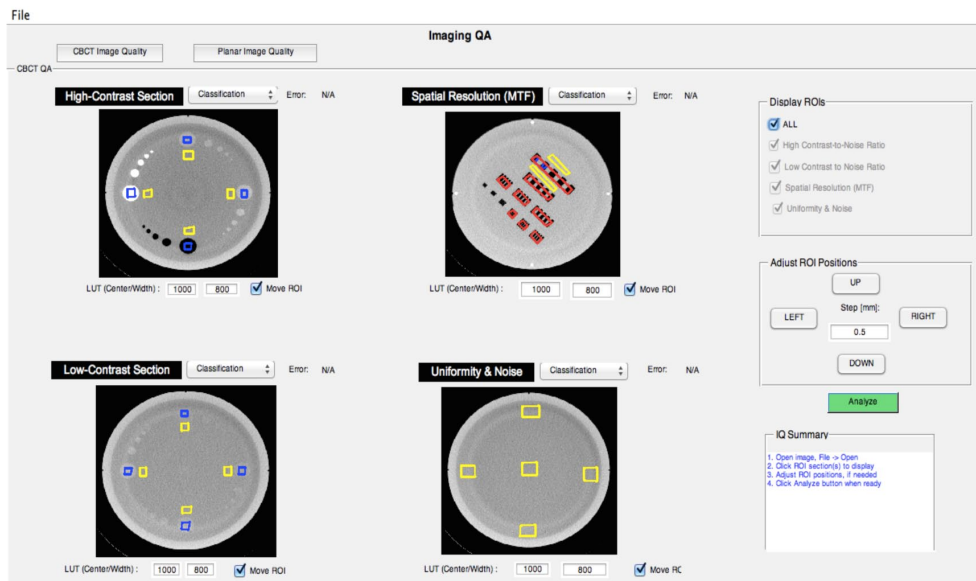 File
Imaging QA
CBCT Image Quality
Planar Image Quality
CBCT QA
High-Contrast Section Classification Error: N/A
Spatial Resolution (MTF) Classification Error: N/A
LUT (Center/Width) : 1000 800 Move ROI
LUT (Center/Width) : 1000 800 Move ROI
Low-Contrast Section Classification Error: N/A
Uniformity & Noise Classification Error: N/A
LUT (Center/Width) : 1000 800 Move ROI
LUT (Center/Width) : 1000 800 Move RC
Display ROIs
ALL
High Contrast-to-Noise Ratio
Low Contrast to Noise Ratio
Spatial Resolution (MTF)
Uniformity & Noise
Adjust ROI Positions
UP
LEFT
Step [mm]:
RIGHT
0.5
DOWN
Analyze
IQ Summary
1. Open image, File -> Open
2. Click ROI section(s) to display
3. Adjust ROI positions, if needed
4. Click Analyze button when ready